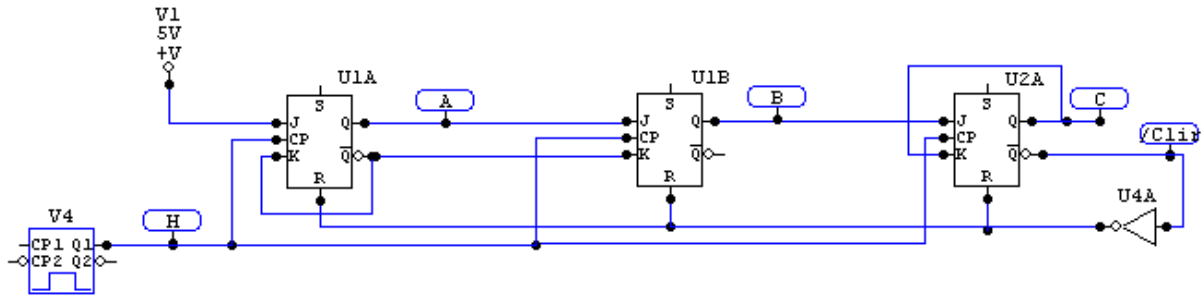 V1
5V
+V
U1A
S
J
CP
K
Q
Q
R
A
U1B
S
J
CP
K
Q
Q
R
B
U2A
S
J
CP
K
Q
Q
R
C
/Clir
U4A
V4
CP1 Q1
CP2 Q2
H